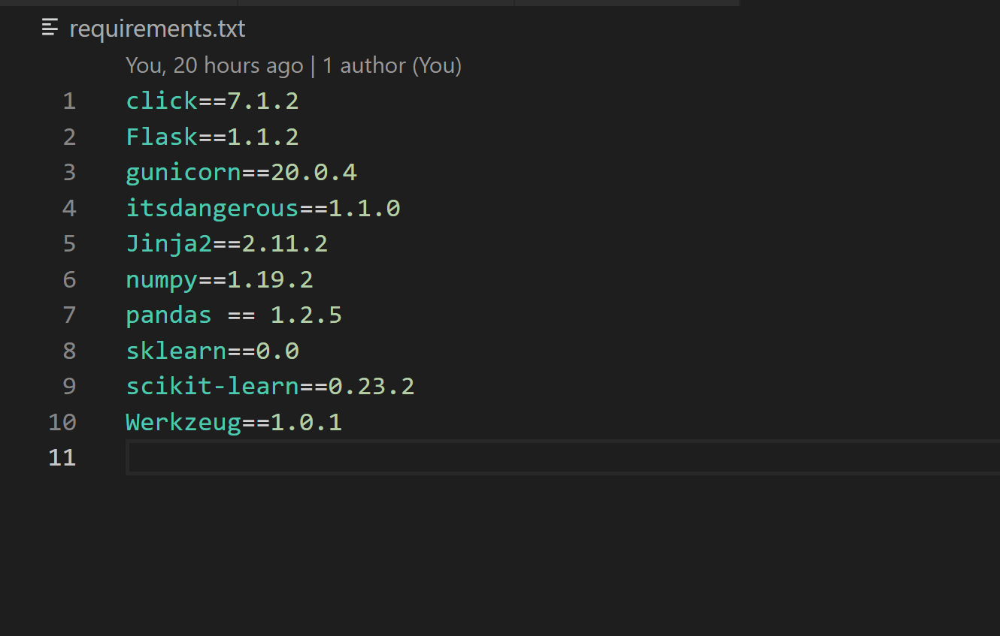 requirements.txt
You, 20 hours ago | 1 author (You)
1 click==7.1.2
2 Flask==1.1.2
3 gunicorn==20.0.4
4 itsdangerous==1.1.0
5 Jinja2==2.11.2
6 numpy==1.19.2
7 pandas == 1.2.5
8 sklearn==0.0
9 scikit-learn==0.23.2
10 Werkzeug==1.0.1
11